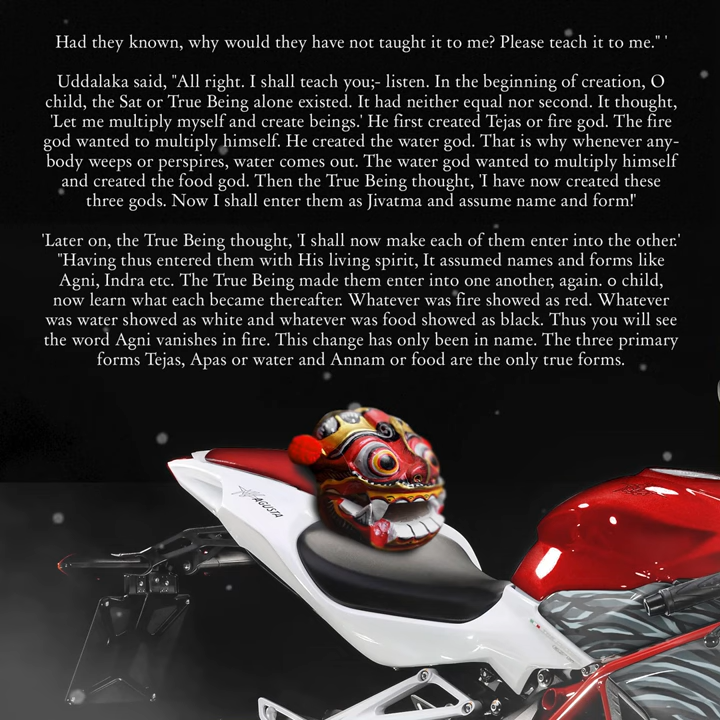 Had they known, why would they have not taught it to me? Please teach it to me." '
Uddalaka said, "All right. I shall teach you;- listen. In the beginning of creation, O
child, the Sat or True Being alone existed. It had neither equal nor second. It thought,
'Let me multiply myself and create beings.' He first created Tejas or fire god. The fire
god wanted to multiply himself. He created the water god. That is why whenever any-
body weeps or perspires, water comes out. The water god wanted to multiply himself
and created the food god. Then the True Being thought, 'I have now created these
three gods. Now I shall enter them as Jivatma and assume name and form!'
'Later on, the True Being thought, 'I shall now make each of them enter into the other.'
"Having thus entered them with His living spirit, It assumed names and forms like
Agni, Indra etc. The True Being made them enter into one another, again. o child,
now learn what each became thereafter. Whatever was fire showed as red. Whatever
was water showed as white and whatever was food showed as black. Thus you will see
the word Agni vanishes in fire. This change has only been in name. The three primary
forms Tejas, Apas or water and Annam or food are the only true forms.
AGUSTA